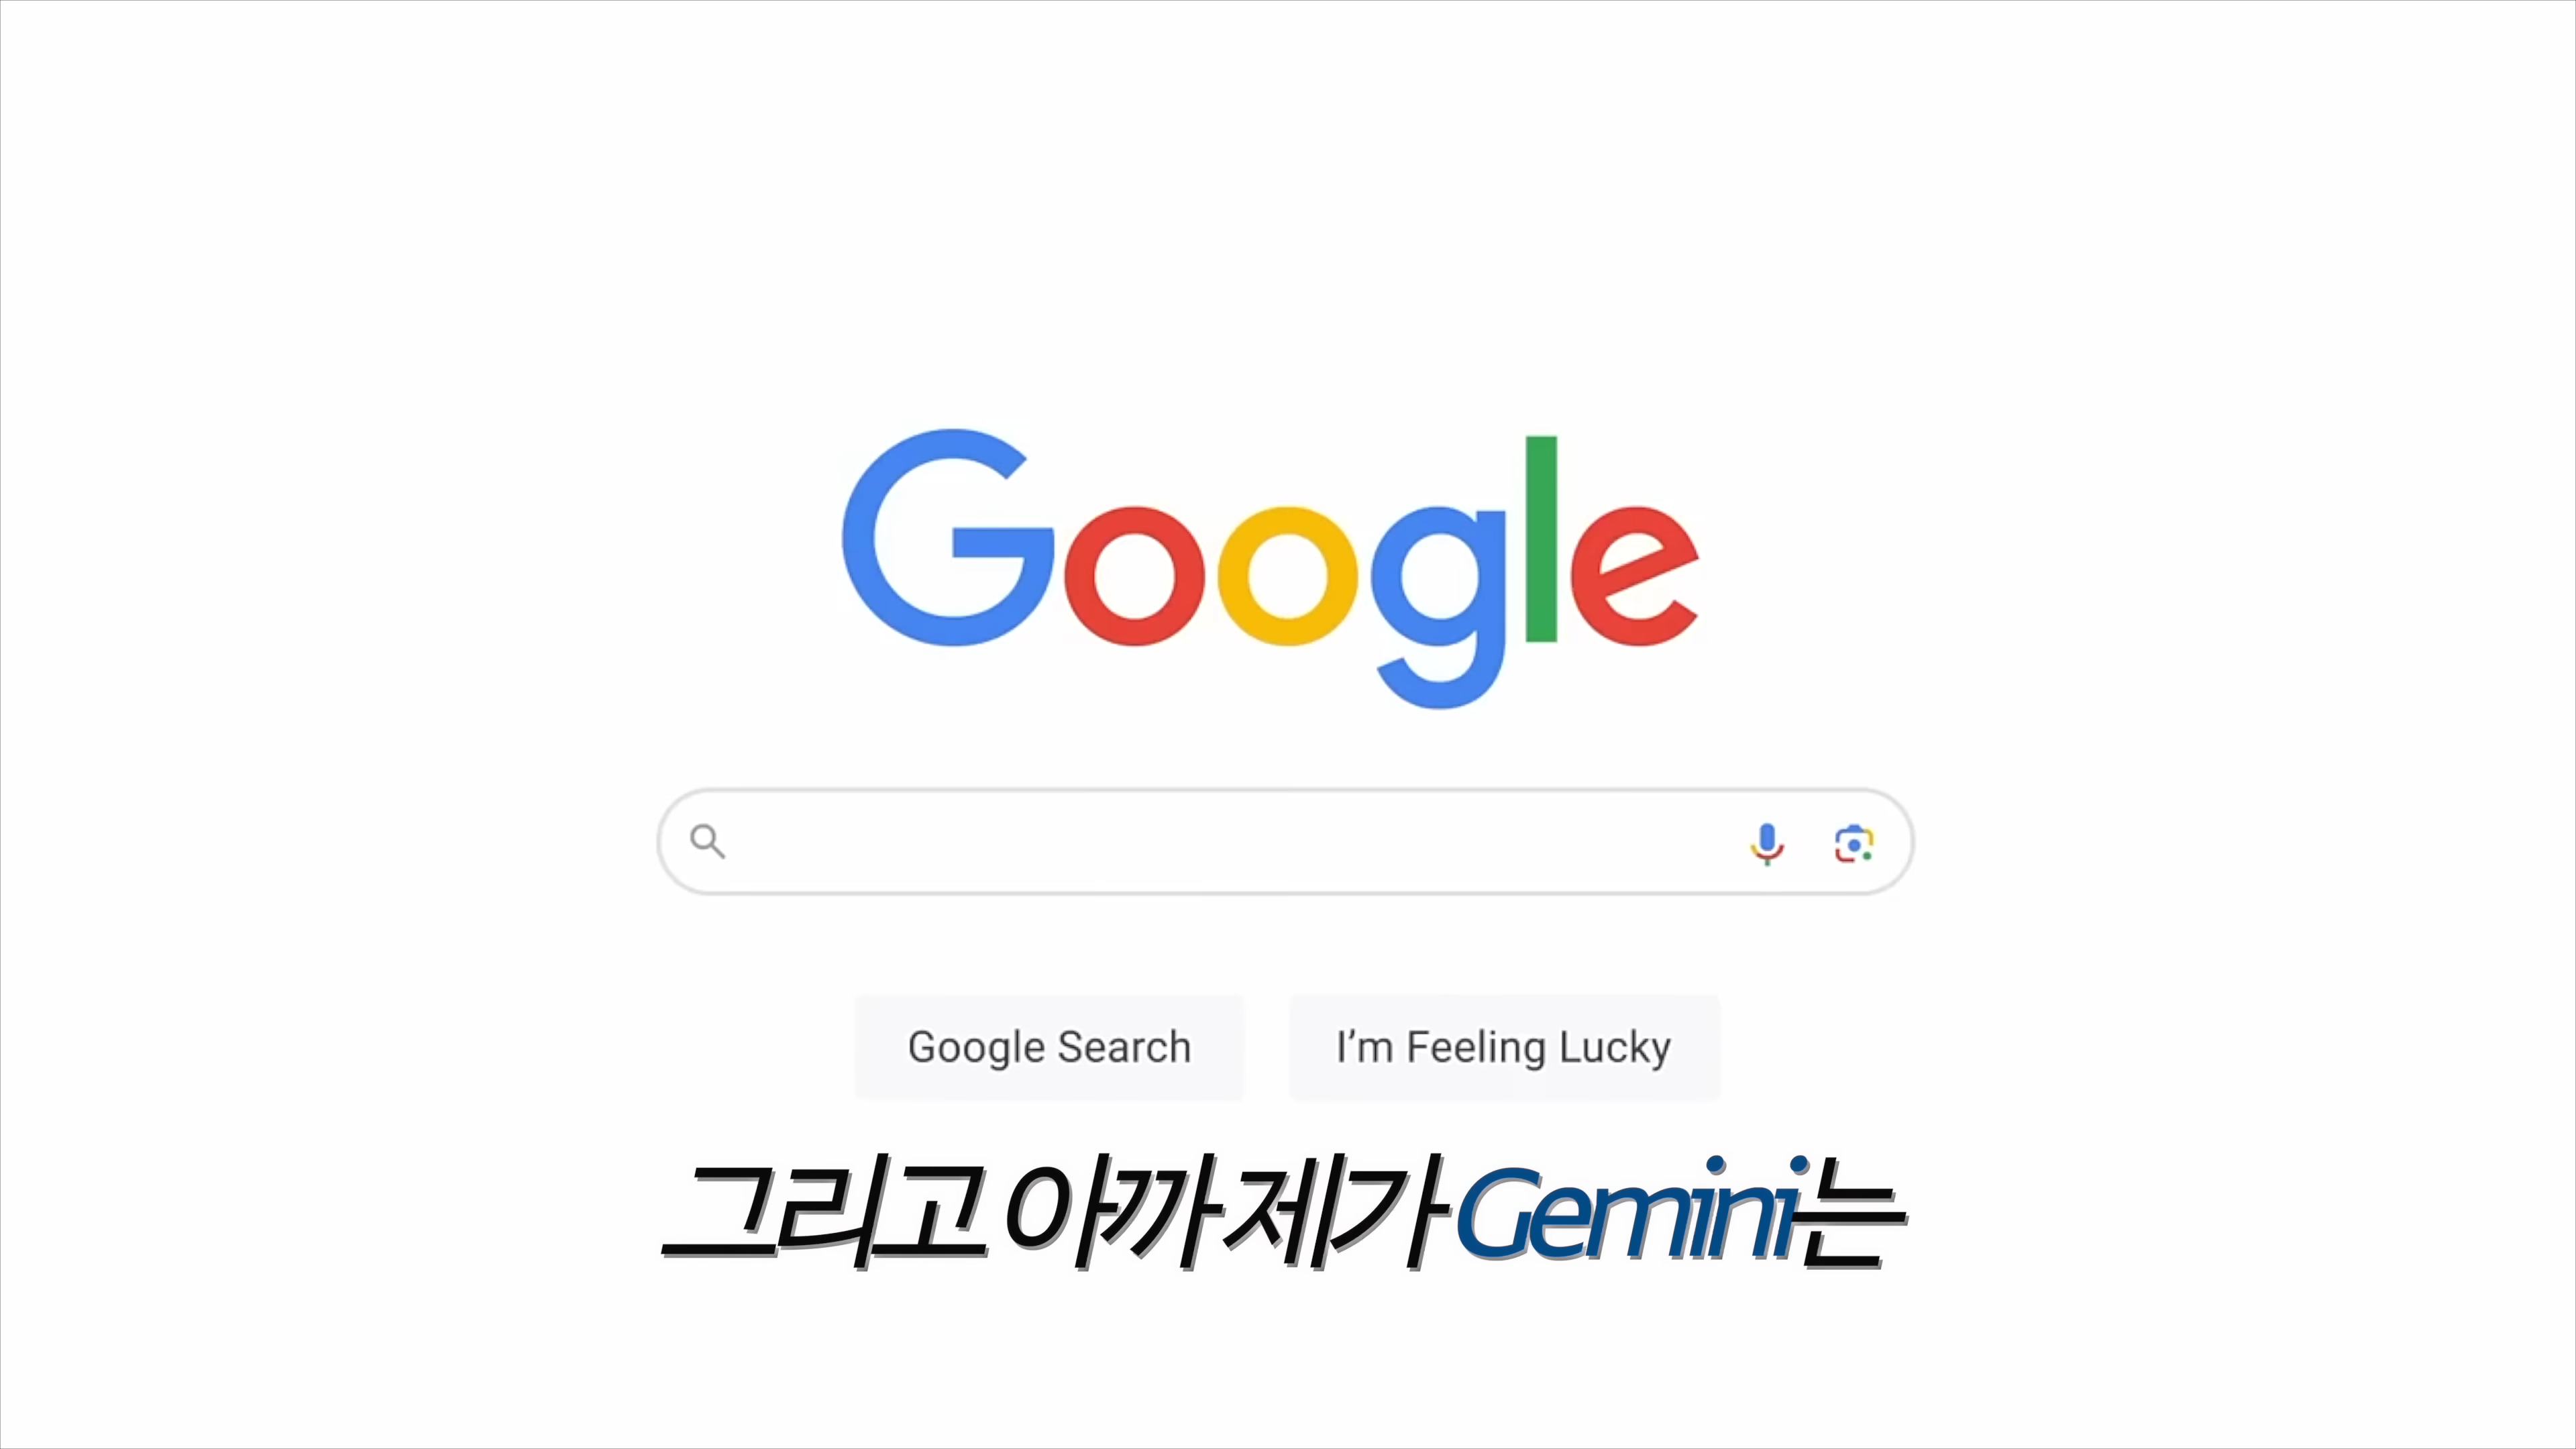 Google
Google Search
I’m Feeling Lucky
그리고 아까 제가 Gemini는